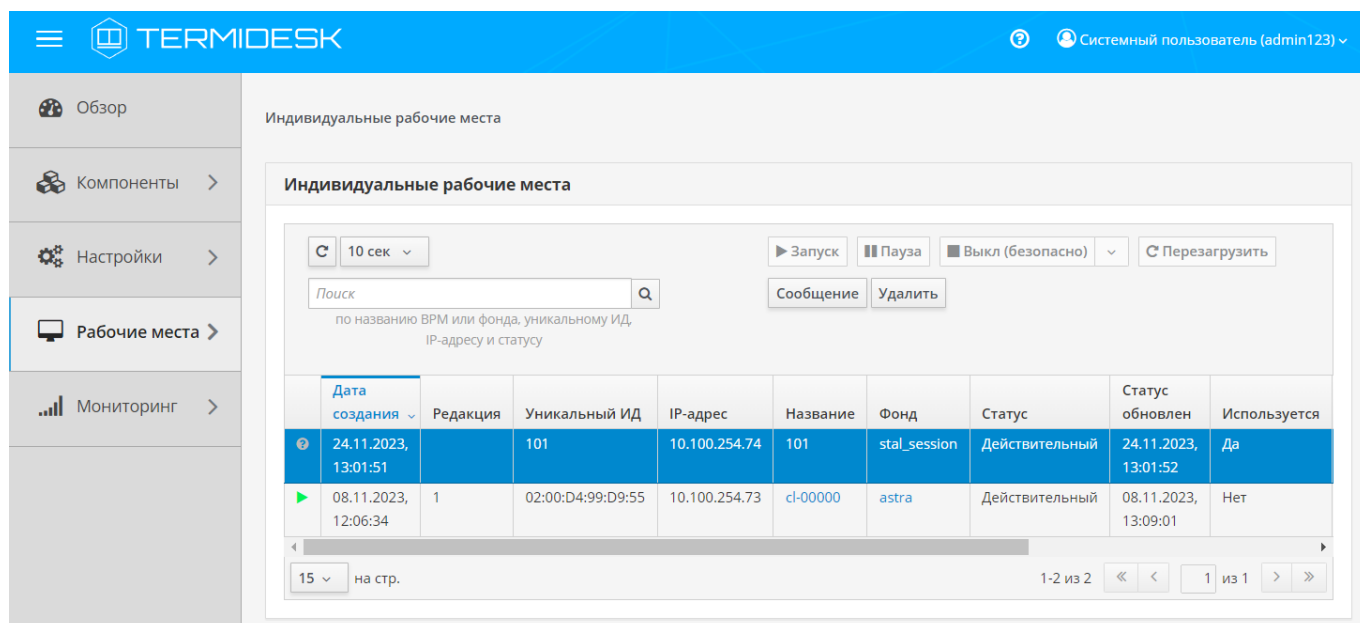 TERMIDESK
Системный пользователь (admin123)
Обзор
Компоненты
Настройки
Рабочие места
Мониторинг
Индивидуальные рабочие места
Индивидуальные рабочие места
10 сек
Запуск Пауза Выкл (безопасно) Перезагрузить
Поиск
Сообщение Удалить
по названию ВРМ или фонда, уникальному ИД,
IP-адресу и статусу
Дата Статус
создания Редакция Уникальный ИД IP-адрес Название Фонд Статус обновлен Используется
24.11.2023, 101 10.100.254.74 101 stal_session Действительный 24.11.2023, Да
13:01:51 13:01:52
08.11.2023, 1 02:00:D4:99:D9:55 10.100.254.73 cl-00000 astra Действительный 08.11.2023, Нет
12:06:34 13:09:01
15 на стр. 1-2 из 2 1 из 1